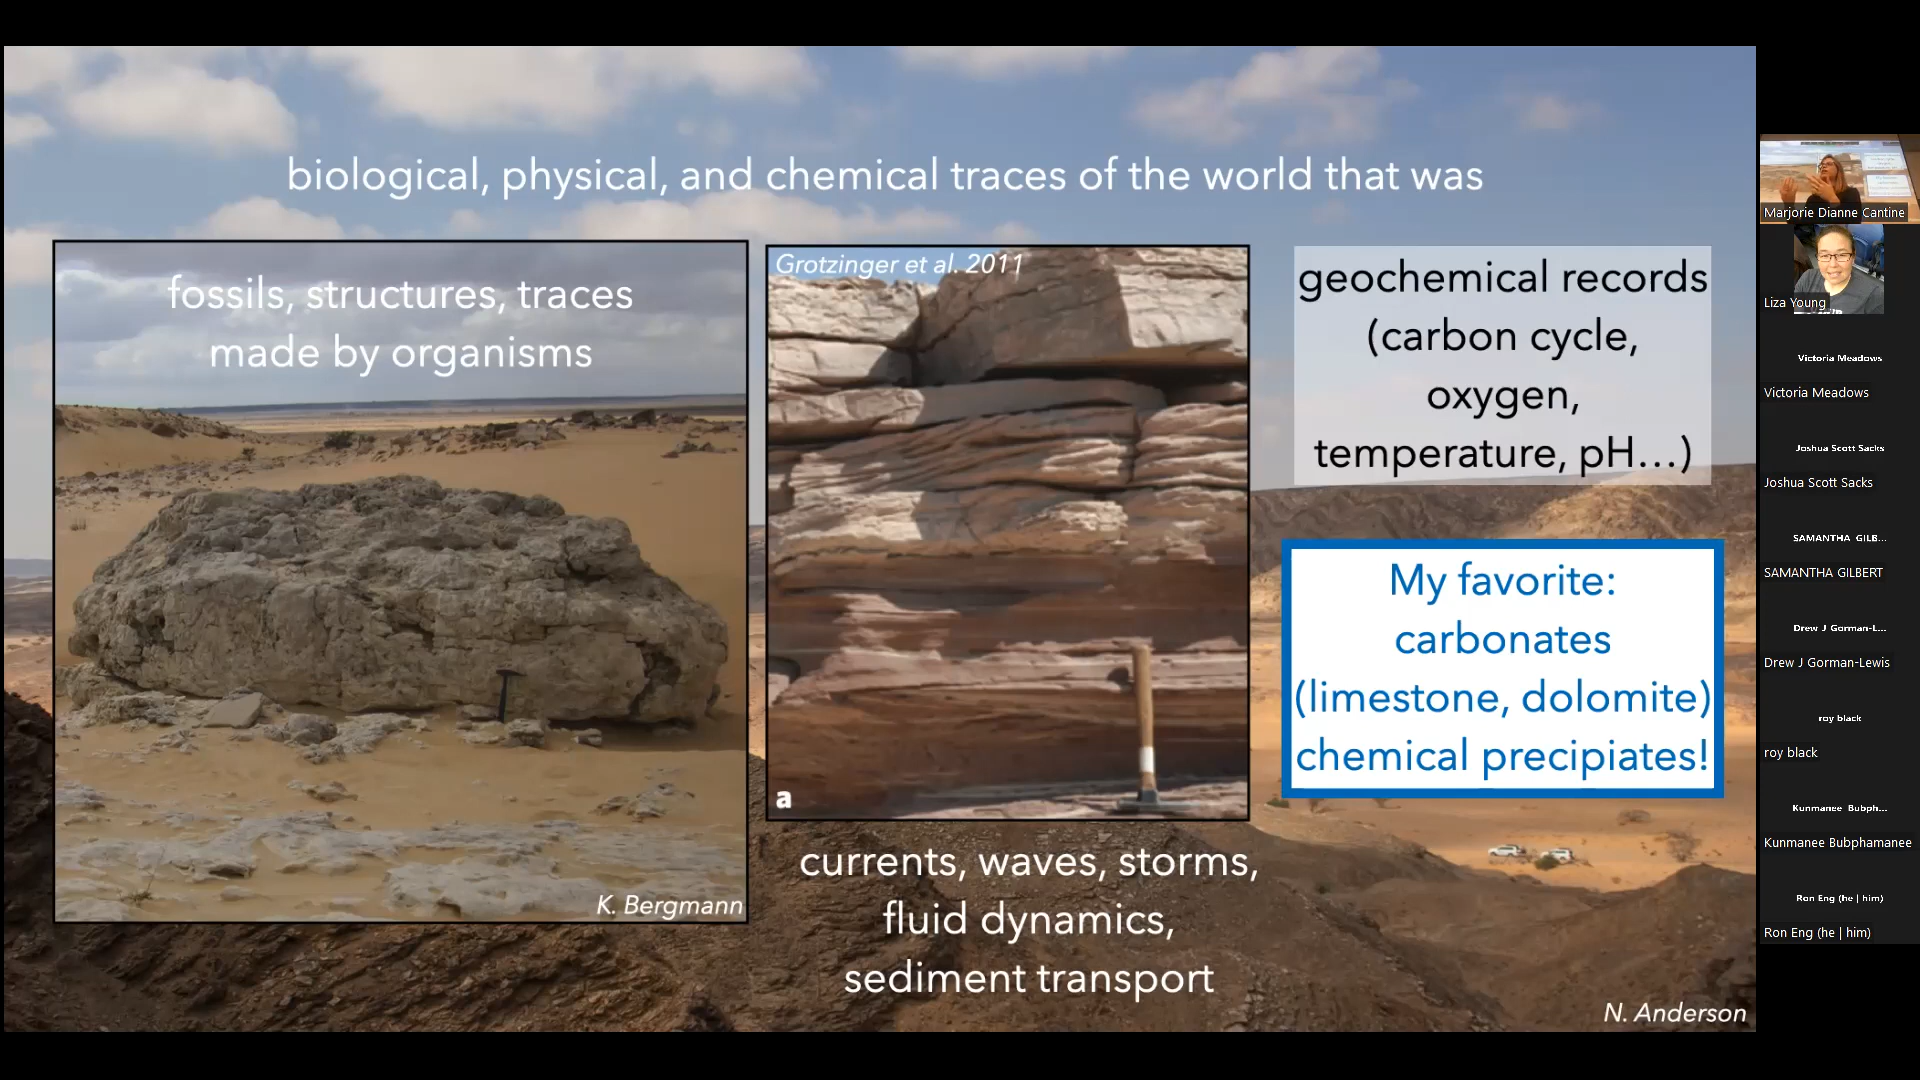 biological, physical, and chemical traces of the world that was
fossils, structures, traces
made by organisms
K. Bergmann
Grotzinger et al. 2011
a
currents, waves, storms,
fluid dynamics,
sediment transport
geochemical records
(carbon cycle,
oxygen,
temperature, pH...)
My favorite:
carbonates
(limestone, dolomite)
chemical precipiates!
N. Anderson
Marjorie Dianne Cantine
Liza Young
Victoria Meadows
Victoria Meadows
Joshua Scott Sacks
Joshua Scott Sacks
SAMANTHA GILB...
SAMANTHA GILBERT
Drew J Gorman-L...
Drew J Gorman-Lewis
roy black
roy black
Kunmanee Bubph...
Kunmanee Bubphamanee
Ron Eng (he | him)
Ron Eng (he | him)